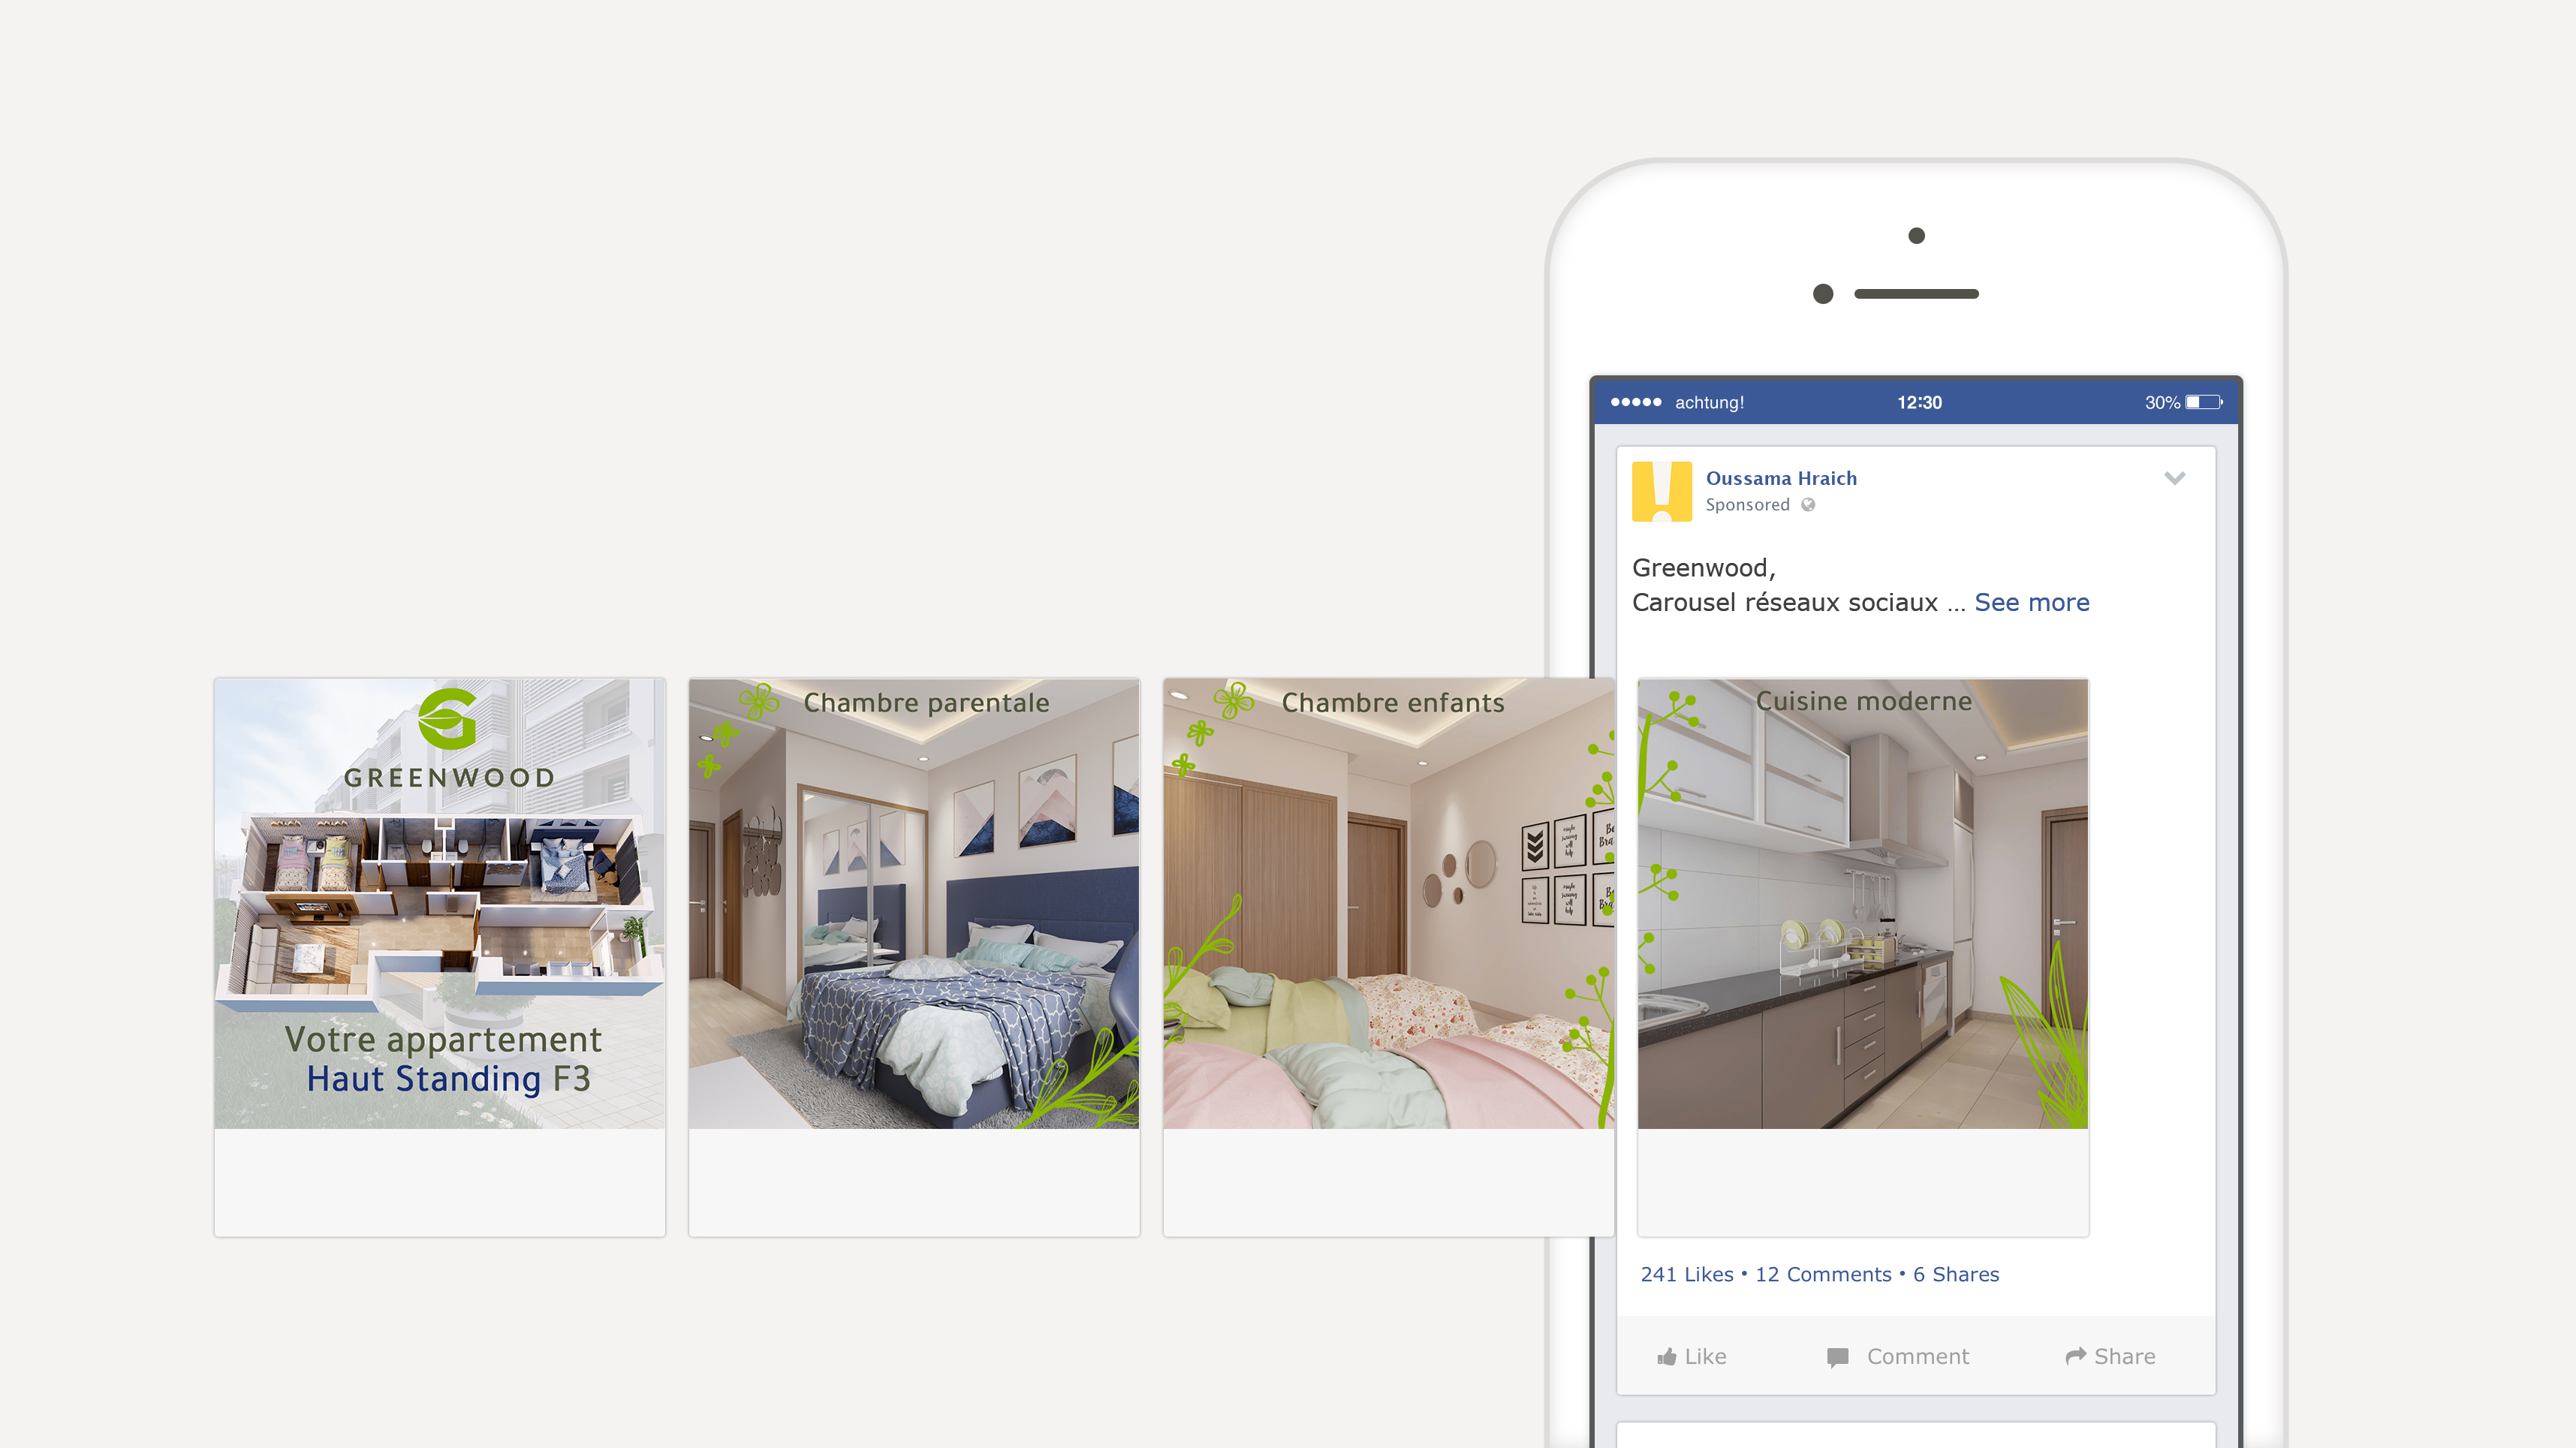 achtung! 12:30 30%
Oussama Hraich
Sponsored
Greenwood,
Carousel réseaux sociaux ... See more
GREENWOOD
Votre appartement
Haut Standing F3
Chambre parentale
Chambre enfants
Cuisine moderne
241 Likes • 12 Comments • 6 Shares
Like Comment Share